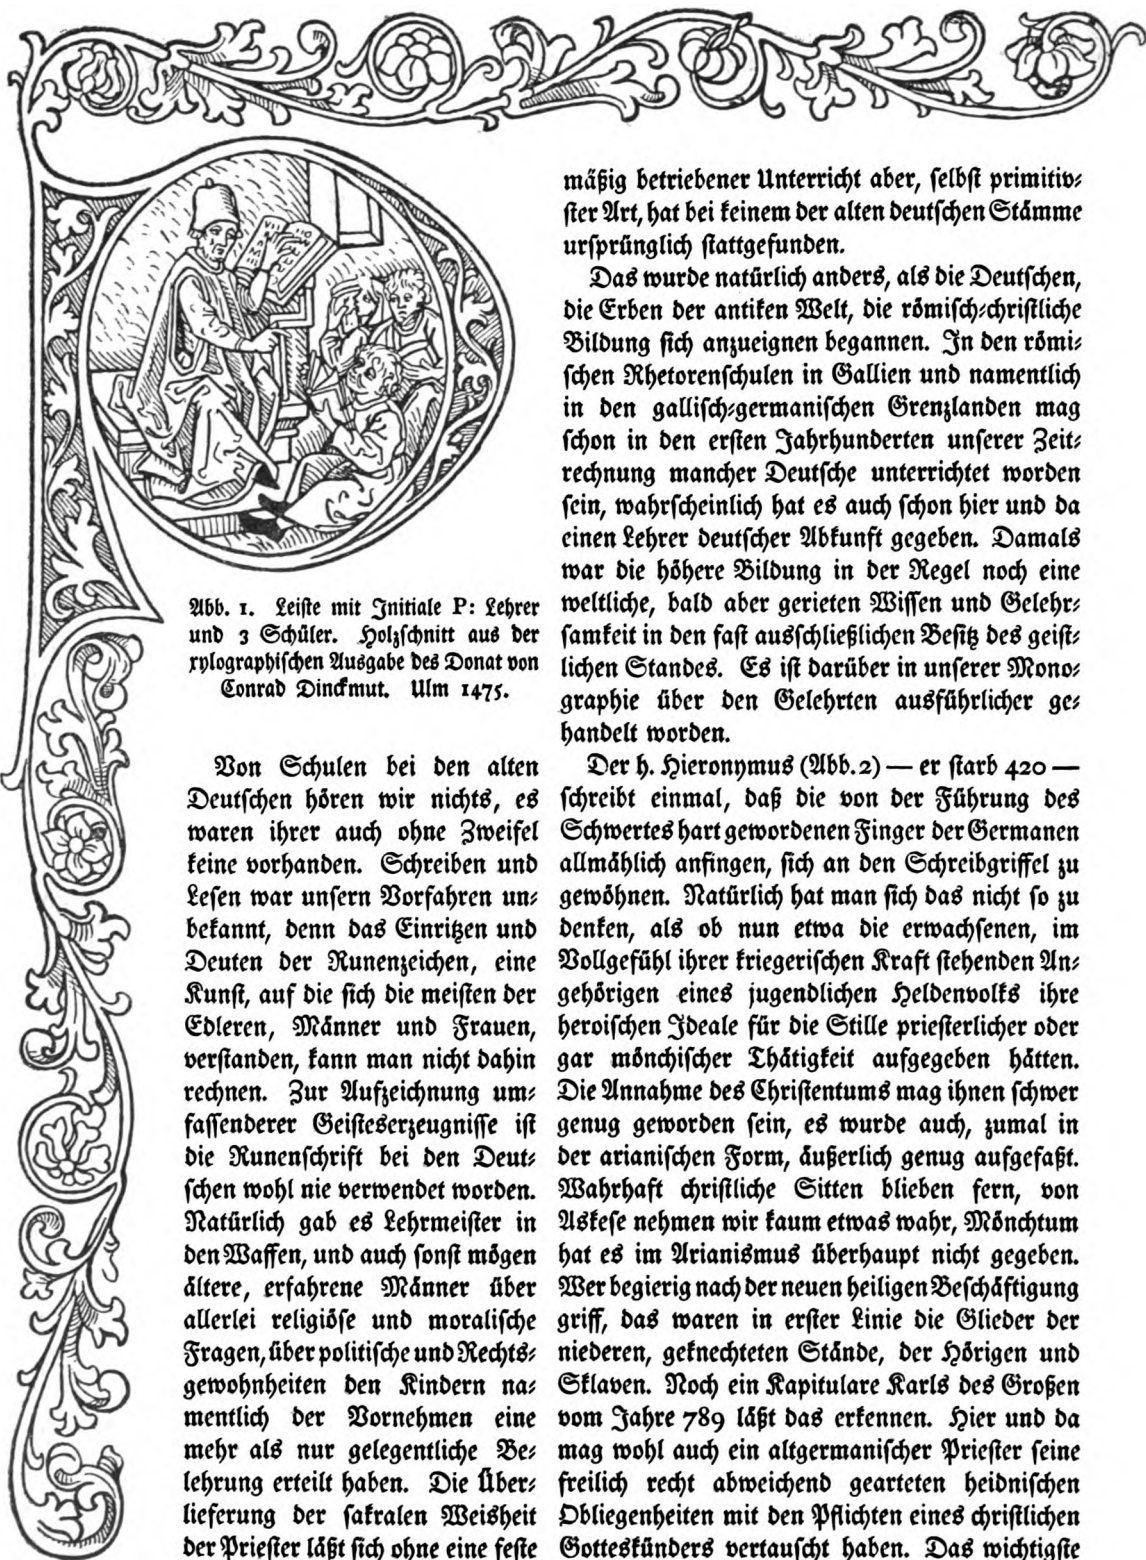 Abb. 1. Leiste mit Initiale P: Lehrer
und 3 Schüler. Holzschnitt aus der
xylographischen Ausgabe des Donat von
Conrad Dinckmut. Ulm 1475.
Von Schulen bei den alten
Deutschen hören wir nichts, es
waren ihrer auch ohne Zweifel
keine vorhanden. Schreiben und
Lesen war unsern Vorfahren un-
bekannt, denn das Einritzen und
Deuten der Runenzeichen, eine
Kunst, auf die sich die meisten der
Edleren, Männer und Frauen,
verstanden, kann man nicht dahin
rechnen. Zur Aufzeichnung um-
fassenderer Geisteserzeugnisse ist
die Runenschrift bei den Deut-
schen wohl nie verwendet worden.
Natürlich gab es Lehrmeister in
den Waffen, und auch sonst mögen
ältere, erfahrene Männer über
allerlei religiöse und moralische
Fragen, über politische und Rechts-
gewohnheiten den Kindern na-
mentlich der Vornehmen eine
mehr als nur gelegentliche Be-
lehrung erteilt haben. Die Über-
lieferung der sakralen Weisheit
der Priester läßt sich ohne eine feste
mäßig betriebener Unterricht aber, selbst primitiv-
ster Art, hat bei keinem der alten deutschen Stämme
ursprünglich stattgefunden.
Das wurde natürlich anders, als die Deutschen,
die Erben der antiken Welt, die römisch-christliche
Bildung sich anzueignen begannen. In den römi-
schen Rhetorenschulen in Gallien und namentlich
in den gallisch-germanischen Grenzlanden mag
schon in den ersten Jahrhunderten unserer Zeit-
rechnung mancher Deutsche unterrichtet worden
sein, wahrscheinlich hat es auch schon hier und da
einen Lehrer deutscher Abkunft gegeben. Damals
war die höhere Bildung in der Regel noch eine
weltliche, bald aber gerieten Wissen und Gelehr-
samkeit in den fast ausschließlichen Besitz des geist-
lichen Standes. Es ist darüber in unserer Mono-
graphie über den Gelehrten ausführlicher ge-
handelt worden.
Der h. Hieronymus (Abb. 2) — er starb 420 —
schreibt einmal, daß die von der Führung des
Schwertes hart gewordenen Finger der Germanen
allmählich anfingen, sich an den Schreibgriffel zu
gewöhnen. Natürlich hat man sich das nicht so zu
denken, als ob nun etwa die erwachsenen, im
Vollgefühl ihrer kriegerischen Kraft stehenden An-
gehörigen eines jugendlichen Heldenvolks ihre
heroischen Ideale für die Stille priesterlicher oder
gar mönchischer Thätigkeit aufgegeben hätten.
Die Annahme des Christentums mag ihnen schwer
genug geworden sein, es wurde auch, zumal in
der arianischen Form, äußerlich genug aufgefaßt.
Wahrhaft christliche Sitten blieben fern, von
Askese nehmen wir kaum etwas wahr, Mönchtum
hat es im Arianismus überhaupt nicht gegeben.
Wer begierig nach der neuen heiligen Beschäftigung
griff, das waren in erster Linie die Glieder der
niederen, geknechteten Stände, der Hörigen und
Sklaven. Noch ein Kapitulare Karls des Großen
vom Jahre 789 läßt das erkennen. Hier und da
mag wohl auch ein altgermanischer Priester seine
freilich recht abweichend gearteten heidnischen
Obliegenheiten mit den Pflichten eines christlichen
Gotteskünders vertauscht haben. Das wichtigste